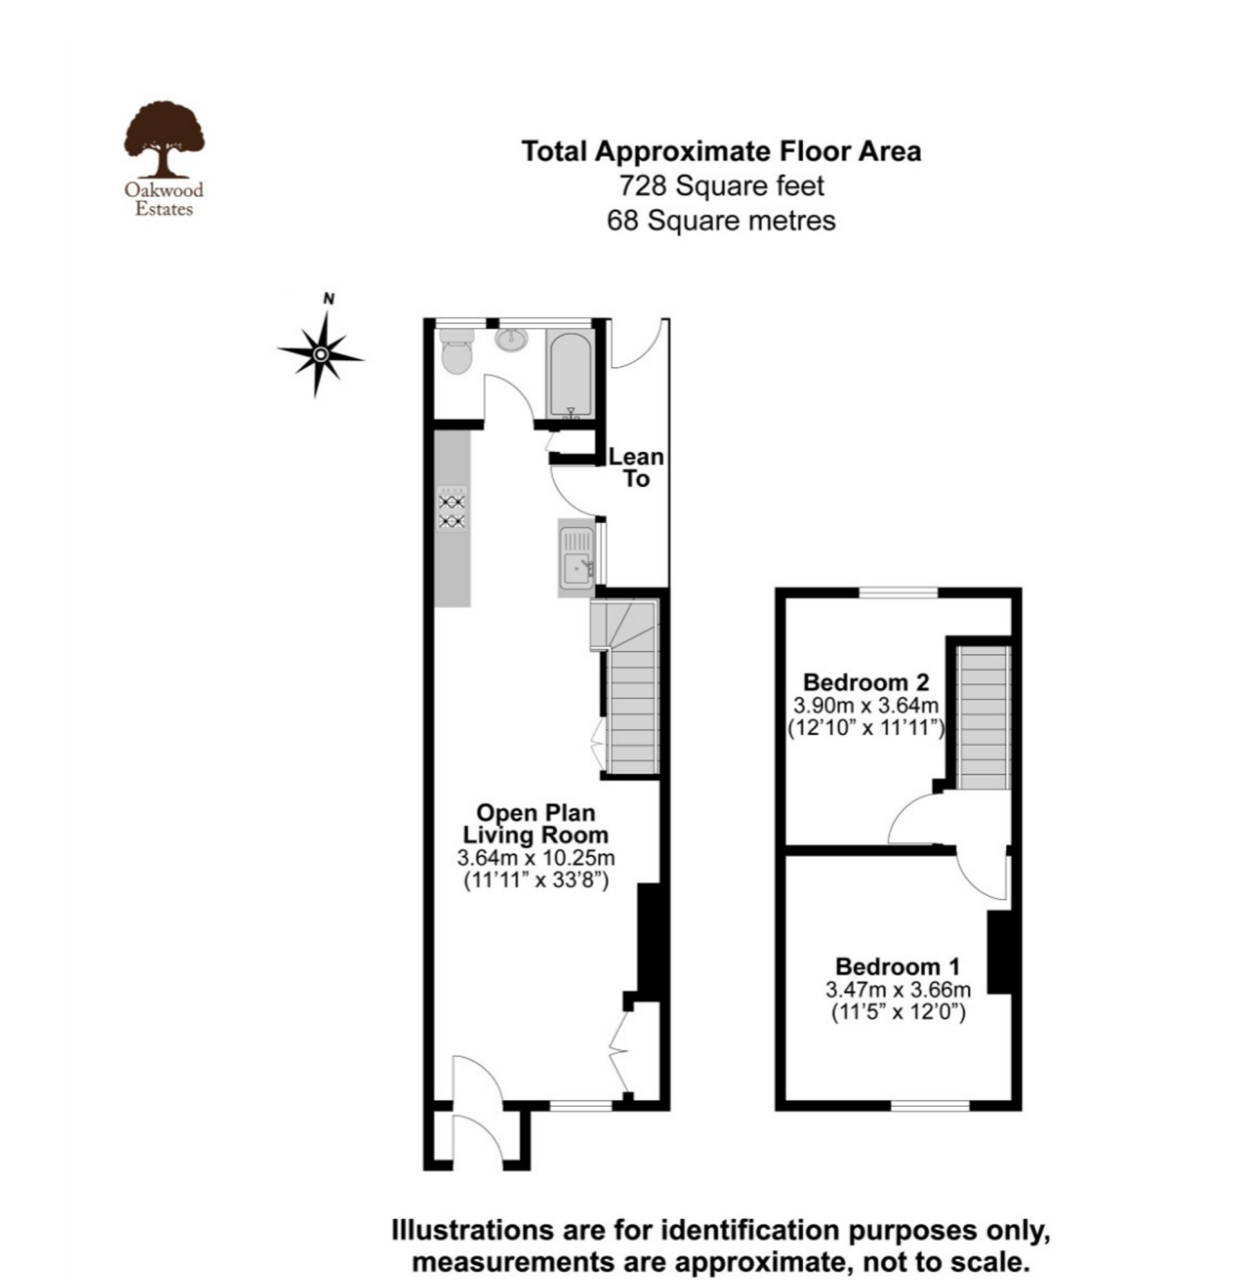 Oakwood
Estates
Total Approximate Floor Area
728 Square feet
68 Square metres
N
Lean
To
Open Plan
Living Room
3.64m x 10.25m
(11’11” x 33’8”)
Bedroom 2
3.90m x 3.64m
(12’10” x 11’11”)
Bedroom 1
3.47m x 3.66m
(11’5” x 12’0”)
Illustrations are for identification purposes only,
measurements are approximate, not to scale.